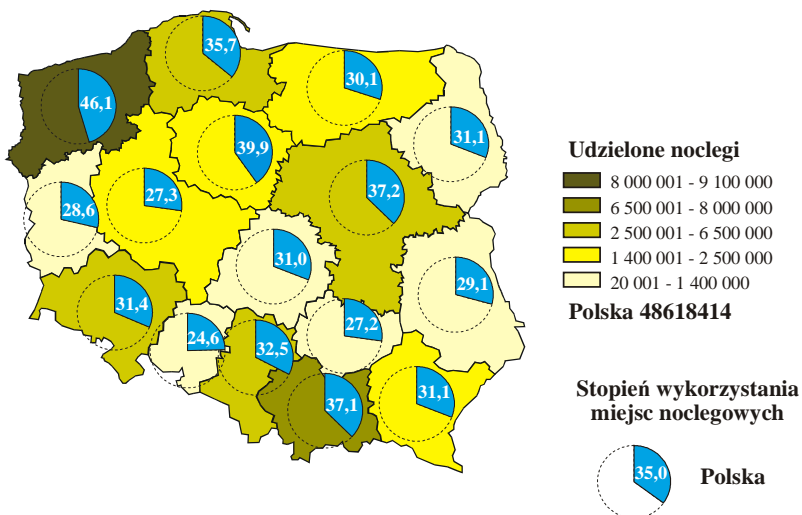 35,7
30,1
46,1
31,1
39,9
37,2
27,3
28,6
31,0
29,1
31,4
27,2
24,6
32,5
37,1
31,1
Udzielone noclegi
8 000 001 - 9 100 000
6 500 001 - 8 000 000
2 500 001 - 6 500 000
1 400 001 - 2 500 000
20 001 - 1 400 000
Polska 48618414
Stopień wykorzystania
miejsc noclegowych
35,0
Polska